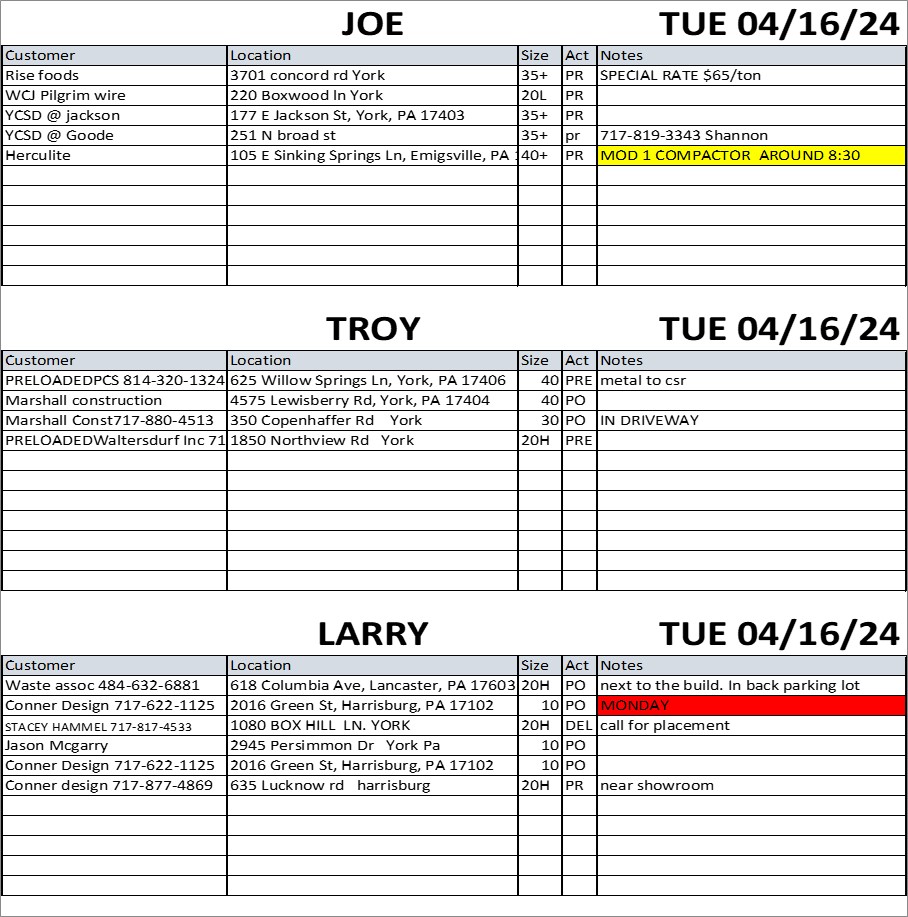 JOE TUE 04/16/24
Customer Location Size Act Notes
Rise foods 3701 concord rd York 35+ PR SPECIAL RATE $65/ton
WCJ Pilgrim wire 220 Boxwood ln York 20L PR
YCSD @ jackson 177 E Jackson St, York, PA 17403 35+ PR
YCSD @ Goode 251 N broad st 35+ pr 717-819-3343 Shannon
Herculite 105 E Sinking Springs Ln, Emigsville, PA 1 40+ PR MOD 1 COMPACTOR AROUND 8:30
TROY TUE 04/16/24
Customer Location Size Act Notes
PRELOADEDPCS 814-320-1324 625 Willow Springs Ln, York, PA 17406 40 PRE metal to csr
Marshall construction 4575 Lewisberry Rd, York, PA 17404 40 PO
Marshall Const717-880-4513 350 Copenhaffer Rd York 30 PO IN DRIVEWAY
PRELOADEDWaltersdurf Inc 71 1850 Northview Rd York 20H PRE
LARRY TUE 04/16/24
Customer Location Size Act Notes
Waste assoc 484-632-6881 618 Columbia Ave, Lancaster, PA 17603 20H PO next to the build. In back parking lot
Conner Design 717-622-1125 2016 Green St, Harrisburg, PA 17102 10 PO MONDAY
STACEY HAMMEL 717-817-4533 1080 BOX HILL LN. YORK 20H DEL call for placement
Jason Mcgarry 2945 Persimmon Dr York Pa 10 PO
Conner Design 717-622-1125 2016 Green St, Harrisburg, PA 17102 10 PO
Conner design 717-877-4869 635 Lucknow rd harrisburg 20H PR near showroom